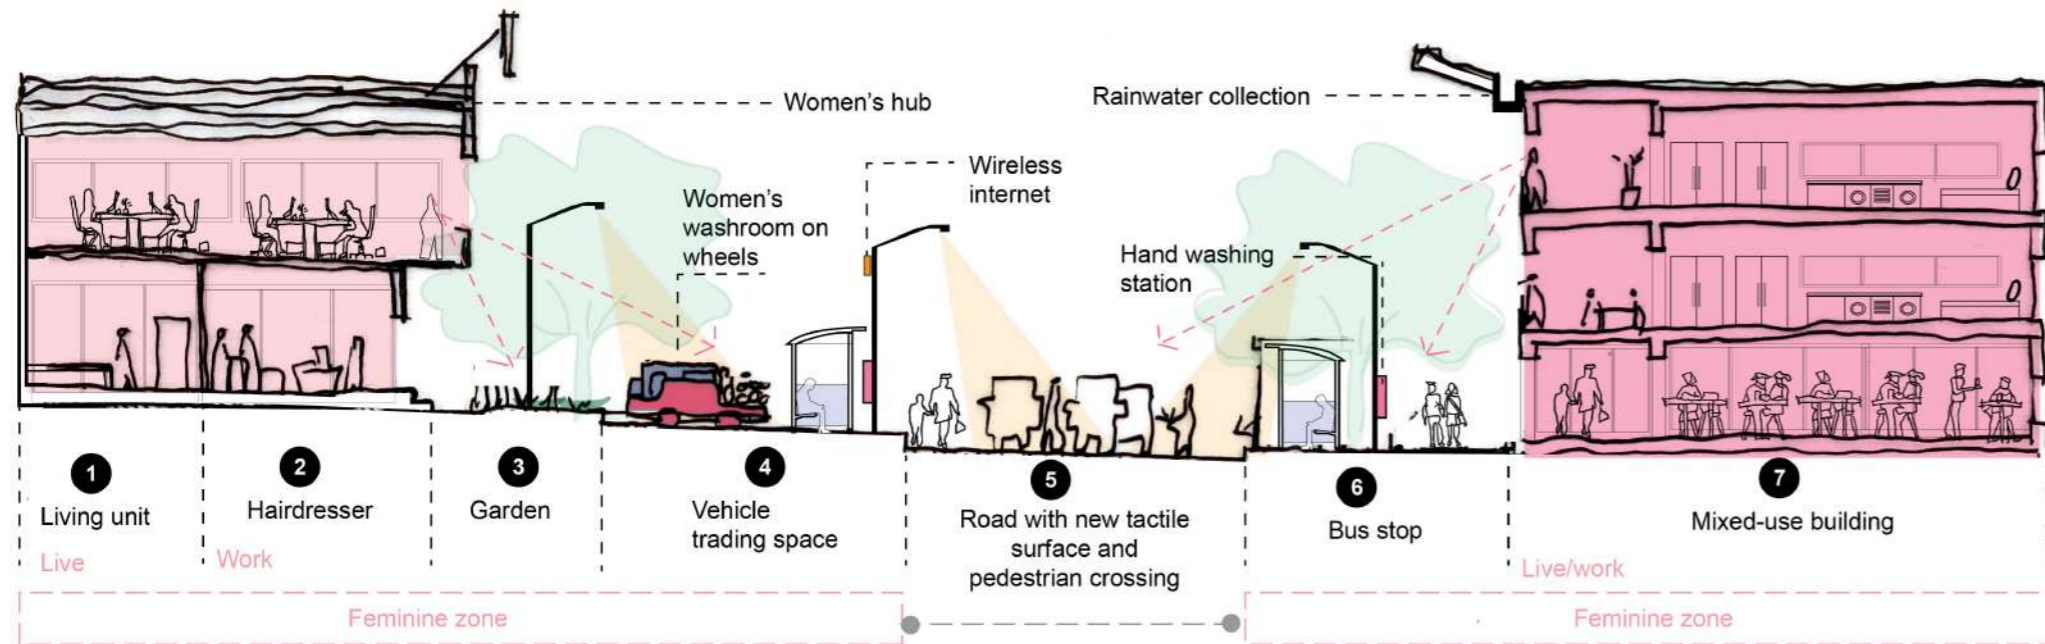 Women's hub
Rainwater collection
Wireless
internet
Women's
washroom on
wheels
Hand washing
station
1
Living unit
Live
2
Hairdresser
Work
3
Garden
4
Vehicle
trading space
5
Road with new tactile
surface and
pedestrian crossing
6
Bus stop
7
Mixed-use building
Live/work
Feminine zone
Feminine zone